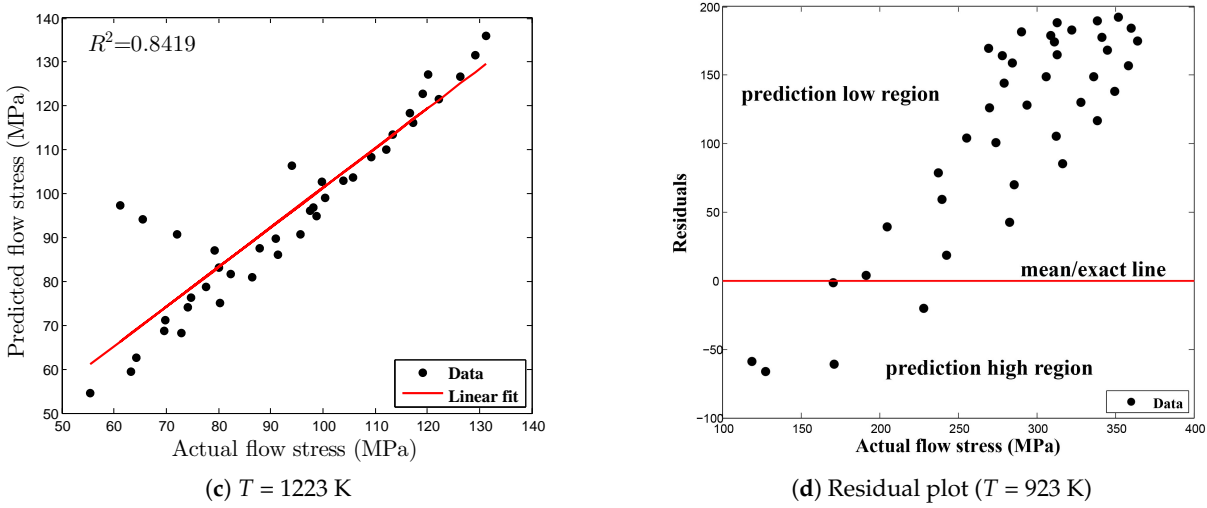 R²=0.8419
140
130
120
110
100
90
80
70
60
50
Predicted flow stress (MPa)
Data
Linear fit
50 60 70 80 90 100 110 120 130 140
Actual flow stress (MPa)
(c) T = 1223 K
200
150
100
50
0
−50
−100
Residuals
prediction low region
mean/exact line
prediction high region
Data
100 150 200 250 300 350 400
Actual flow stress (MPa)
(d) Residual plot (T = 923 K)